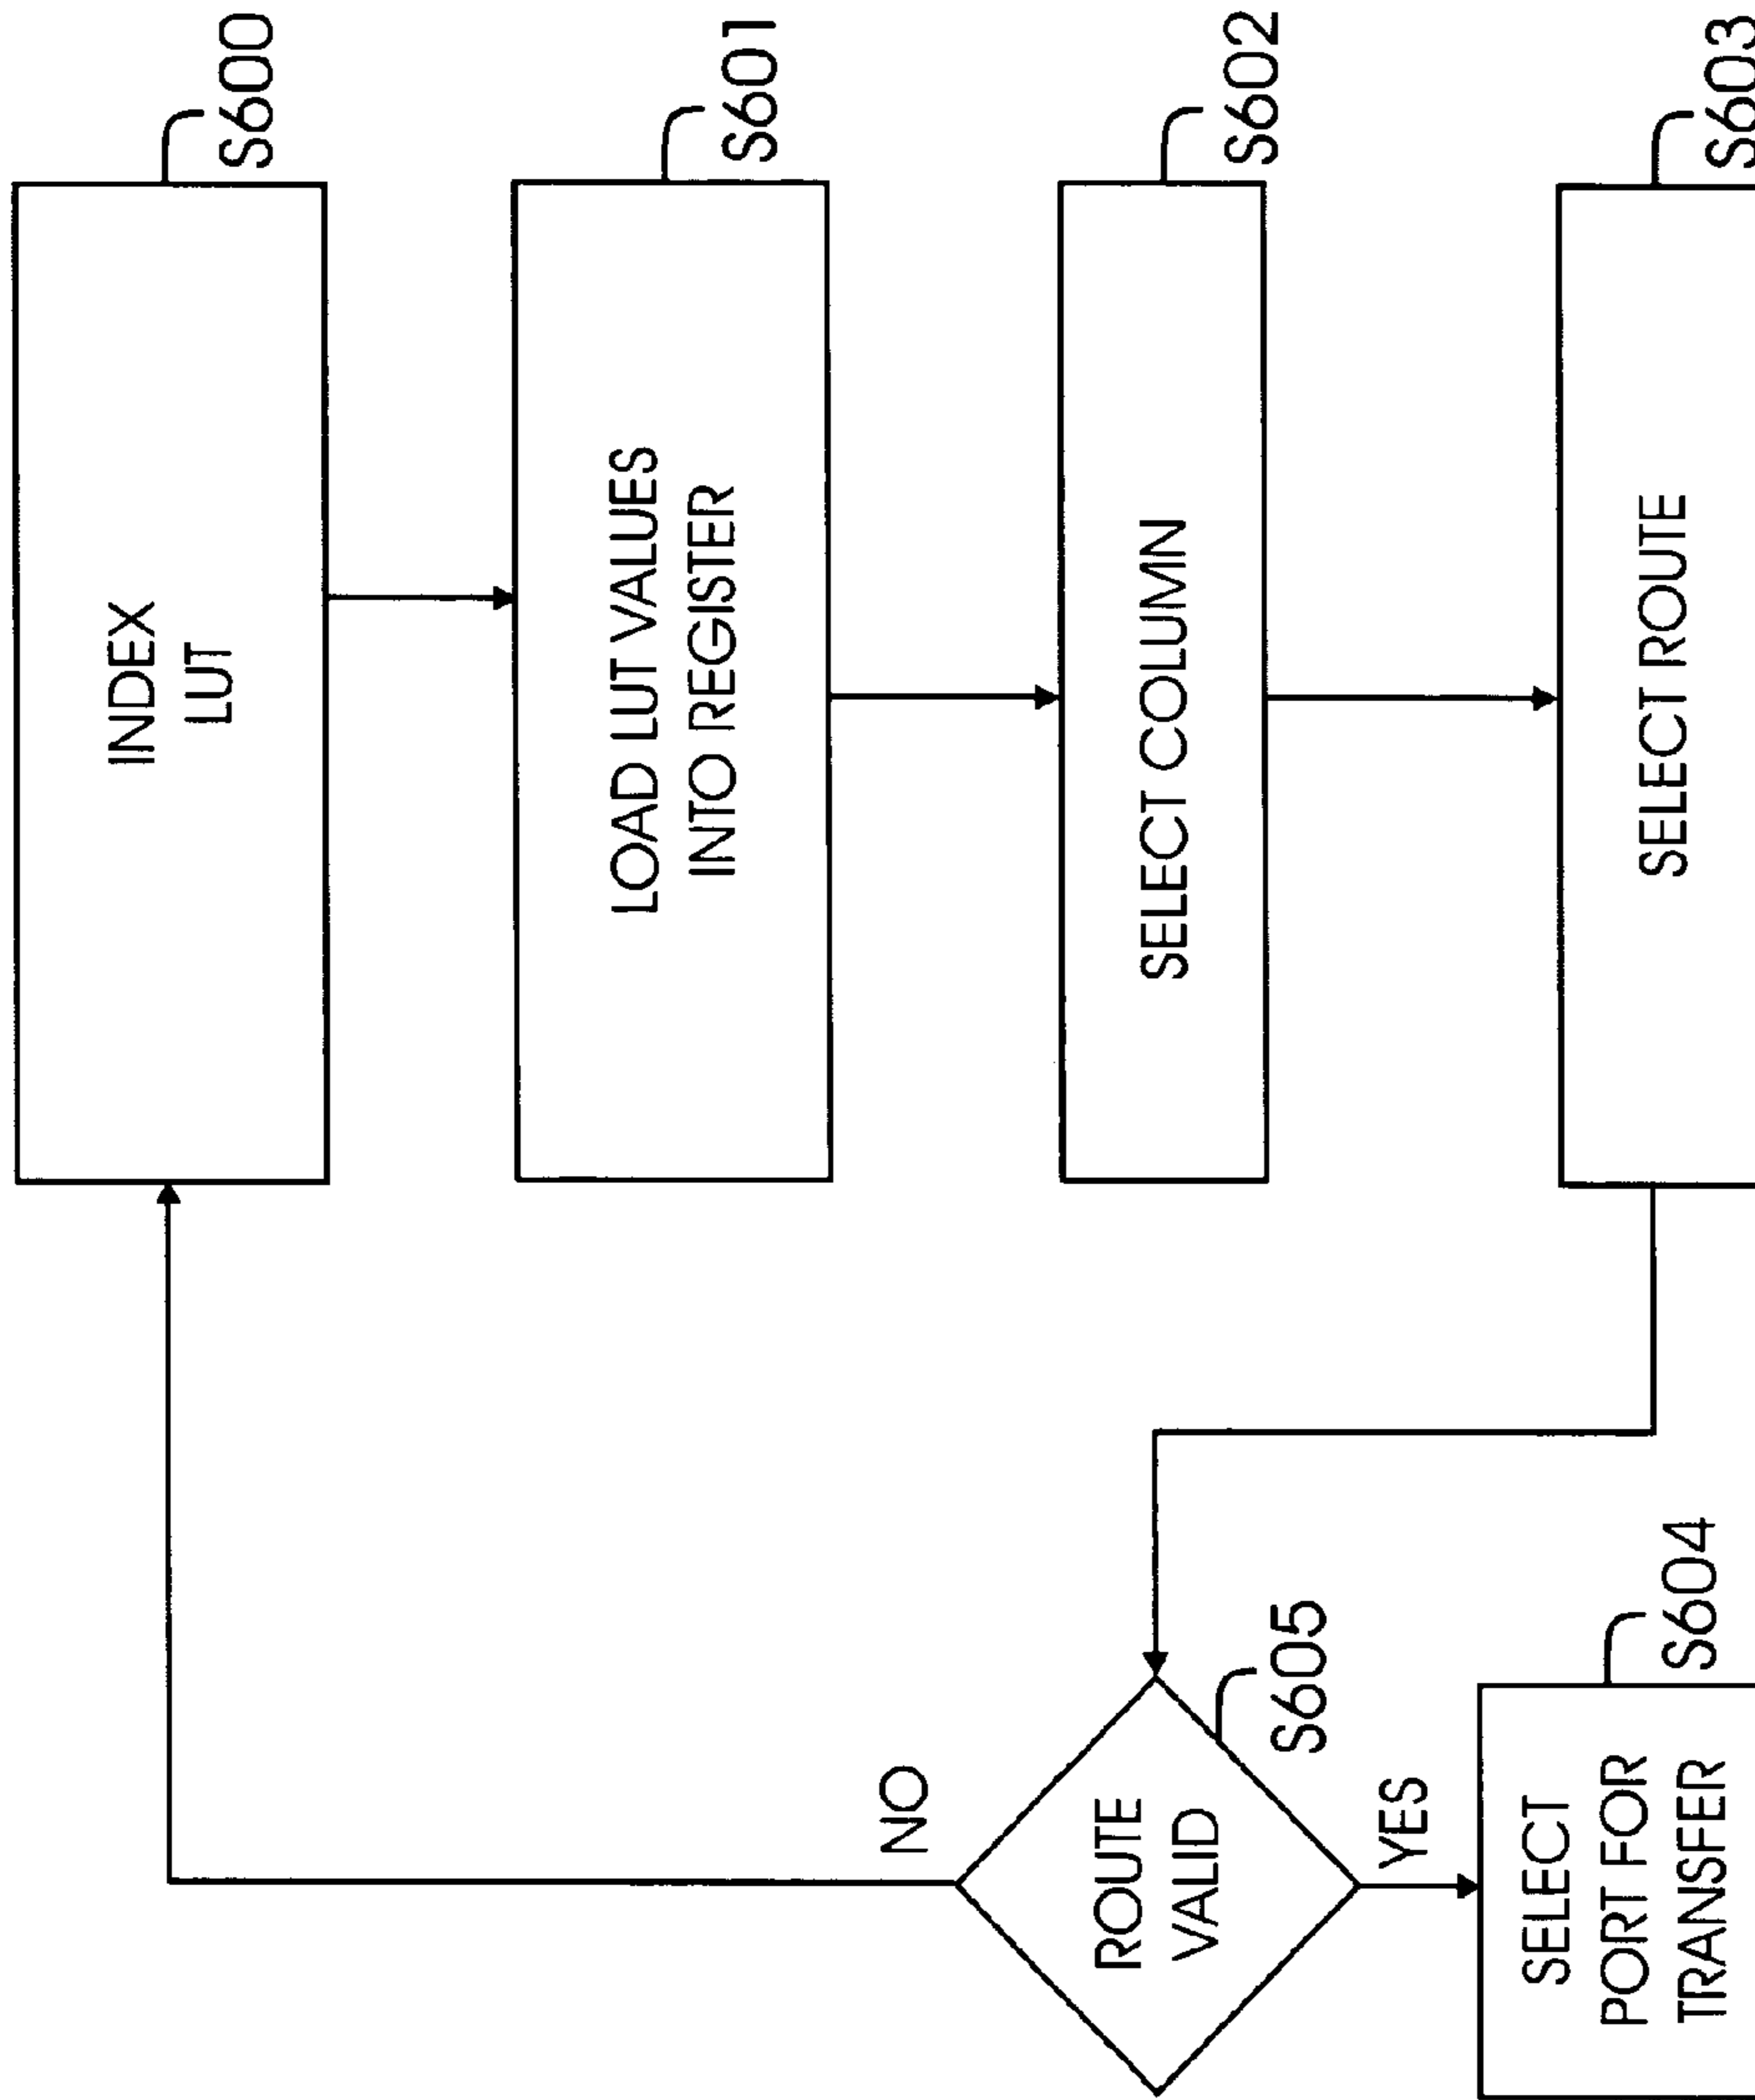 INDEX
LUT
S600
LOAD LUT VALUES
INTO REGISTER
S601
SELECT COLUMN
S602
SELECT ROUTE
S603
ROUTE
VALID
S605
NO
YES
SELECT
PORT FOR
TRANSFER
S604